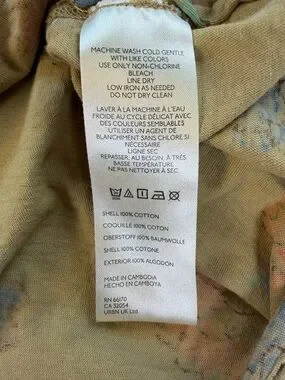 MACHINE WASH COLD GENTLE
WITH LIKE COLORS
USE ONLY NON-CHLORINE
BLEACH
LINE DRY
LOW IRON AS NEEDED
DO NOT DRY CLEAN
LAVER À LA MACHINE À L'EAU
FROIDE AU CYCLE DÉLICAT AVEC
DES COULEURS SEMBLABLES
UTILISER UN AGENT DE
BLANCHIMENT SANS CHLORE SI
NÉCESSAIRE
LIGNE SEC
REPASSER, AU BESOIN, À TRÈS
BASSE TEMPÉRATURE
NE PAS NETTOYER À SEC
SHELL 100% COTTON
COQUILLE 100% COTON
OBERSTOFF 100% BAUMWOLLE
SHELL 100% COTONE
EXTERIOR 100% ALGODON
MADE IN CAMBODIA
HECHO EN CAMBOYA
RN 66170
CA 32054
URBN UK Ltd